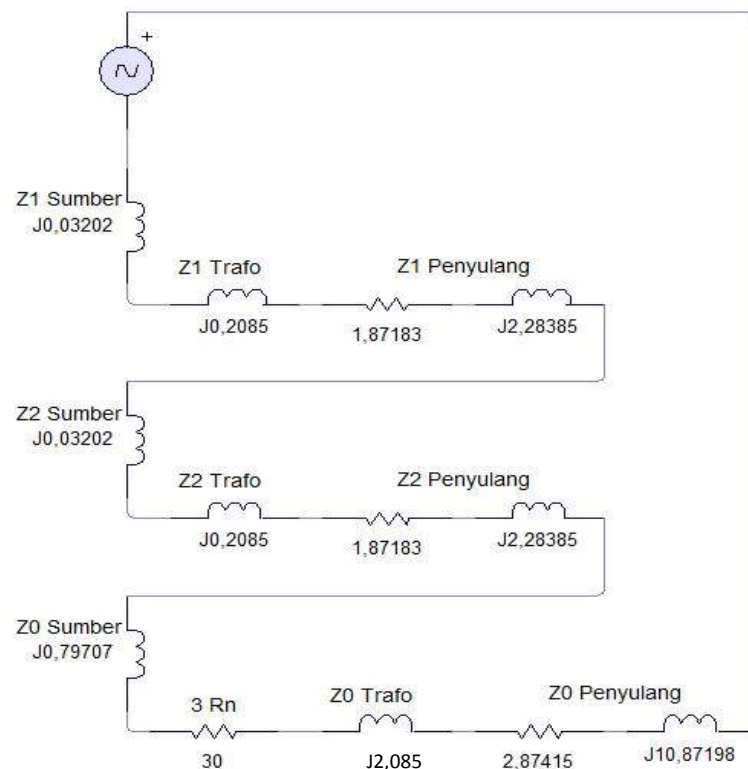 +
Z1 Sumber
J0,03202
Z1 Trafo
Z1 Penyulang
J0,2085
1,87183
J2,28385
Z2 Sumber
J0,03202
Z2 Trafo
Z2 Penyulang
J0,2085
1,87183
J2,28385
Z0 Sumber
J0,79707
3 Rn
Z0 Trafo
Z0 Penyulang
30
J2,085
2,87415
J10,87198